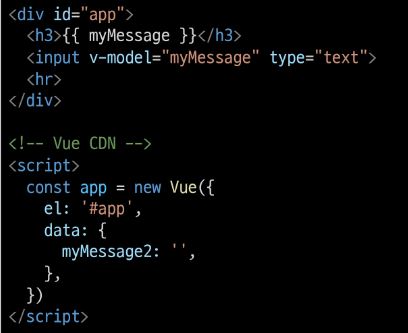 <div id="app">
  <h3>{{ myMessage }}</h3>
  <input v-model="myMessage" type="text">
  <hr>
</div>

<!-- Vue CDN -->
<script>
  const app = new Vue({
    el: '#app',
    data: {
      myMessage2: '',
    },
  })
</script>